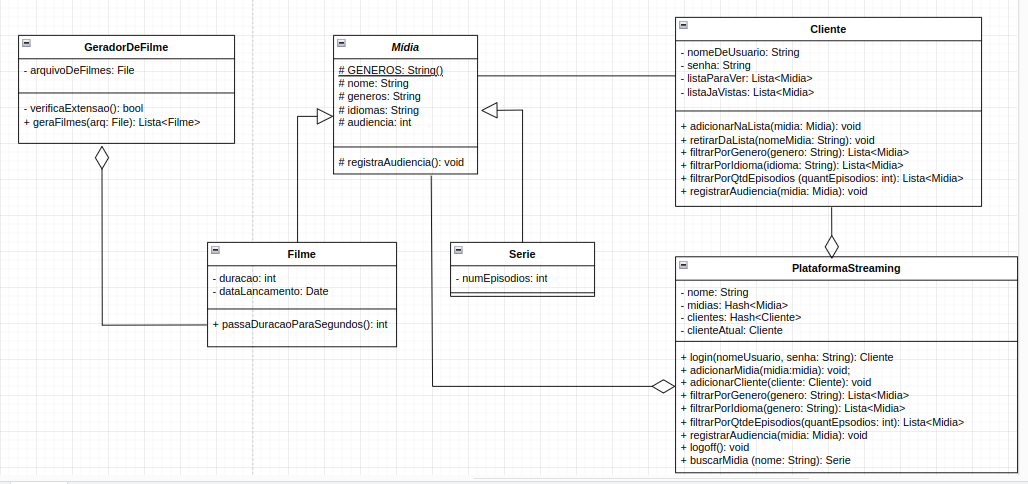 GeradorDeFilme
- arquivoDeFilmes: File
- verificaExtensao(): bool
+ geraFilmes(arq: File): Lista<Filme>
Mídia
# GENEROS: String()
# nome: String
# generos: String
# idiomas: String
# audiencia: int
# registraAudiencia(): void
Cliente
- nomeDeUsuario: String
- senha: String
- listaParaVer: Lista<Midia>
- listaJaVistas: Lista<Midia>
+ adicionarNaLista(midia: Midia): void
+ retirarDaLista(nomeMidia: String): void
+ filtrarPorGenero(genero: String): Lista<Midia>
+ filtrarPorIdioma(idioma: String): Lista<Midia>
+ filtrarPorQtdEpisodios (quantEpisodos: int): Lista<Midia>
+ registrarAudiencia(midia: Midia): void
Filme
- duracao: int
- dataLancamento: Date
+ passaDuracaoParaSegundos(): int
Serie
- numEpisodios: int
PlataformaStreaming
- nome: String
- midias: Hash<Midia>
- clientes: Hash<Cliente>
- clienteAtual: Cliente
+ login(nomeUsuario, senha: String): Cliente
+ adicionarMidia(midia:midia): void;
+ adicionarCliente(cliente: Cliente): void
+ filtrarPorGenero(genero: String): Lista<Midia>
+ filtrarPorIdioma(genero: String): Lista<Midia>
+ filtrarPorQtdeEpisodios(quantEpsodios: int): Lista<Midia>
+ registrarAudiencia(midia: Midia): void
+ logoff(): void
+ buscarMidia (nome: String): Serie